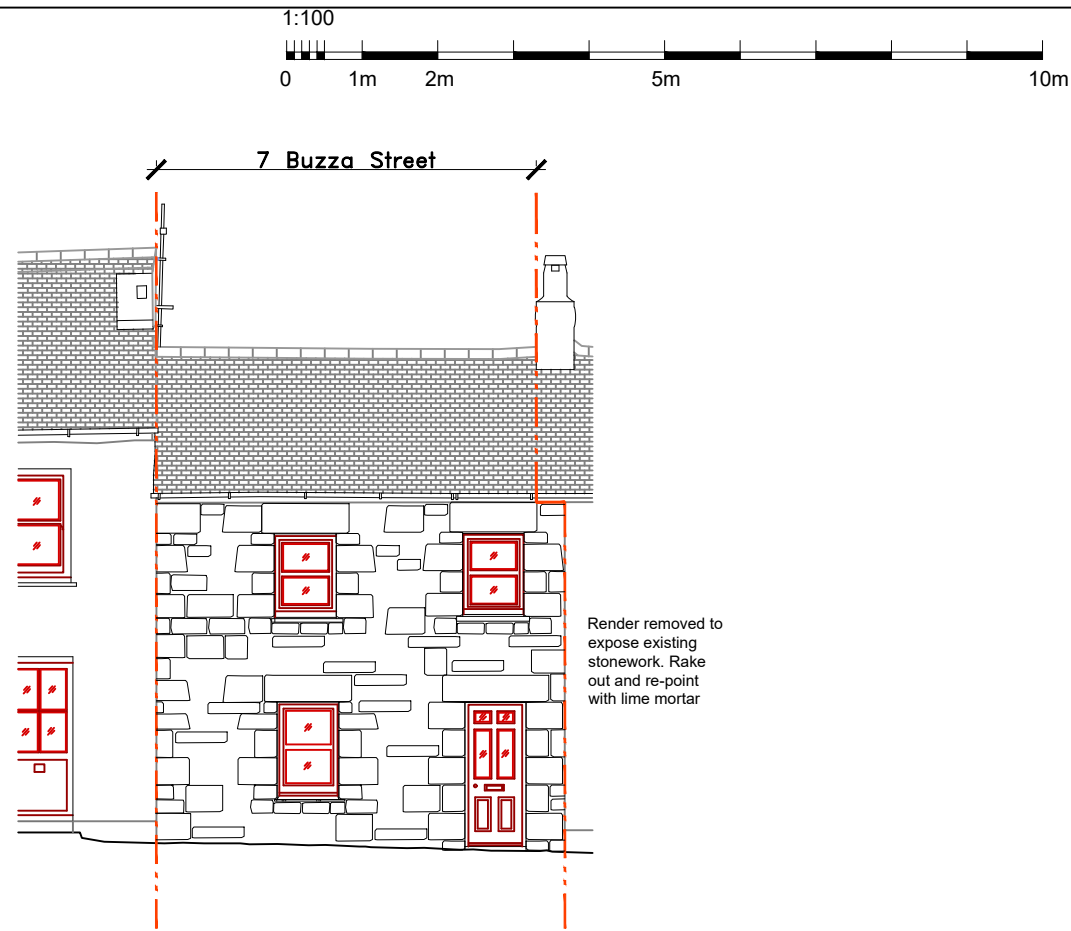 1:100
0 1m 2m 5m 10m
7 Buzza Street
Render removed to
expose existing
stonework. Rake
out and re-point
with lime mortar